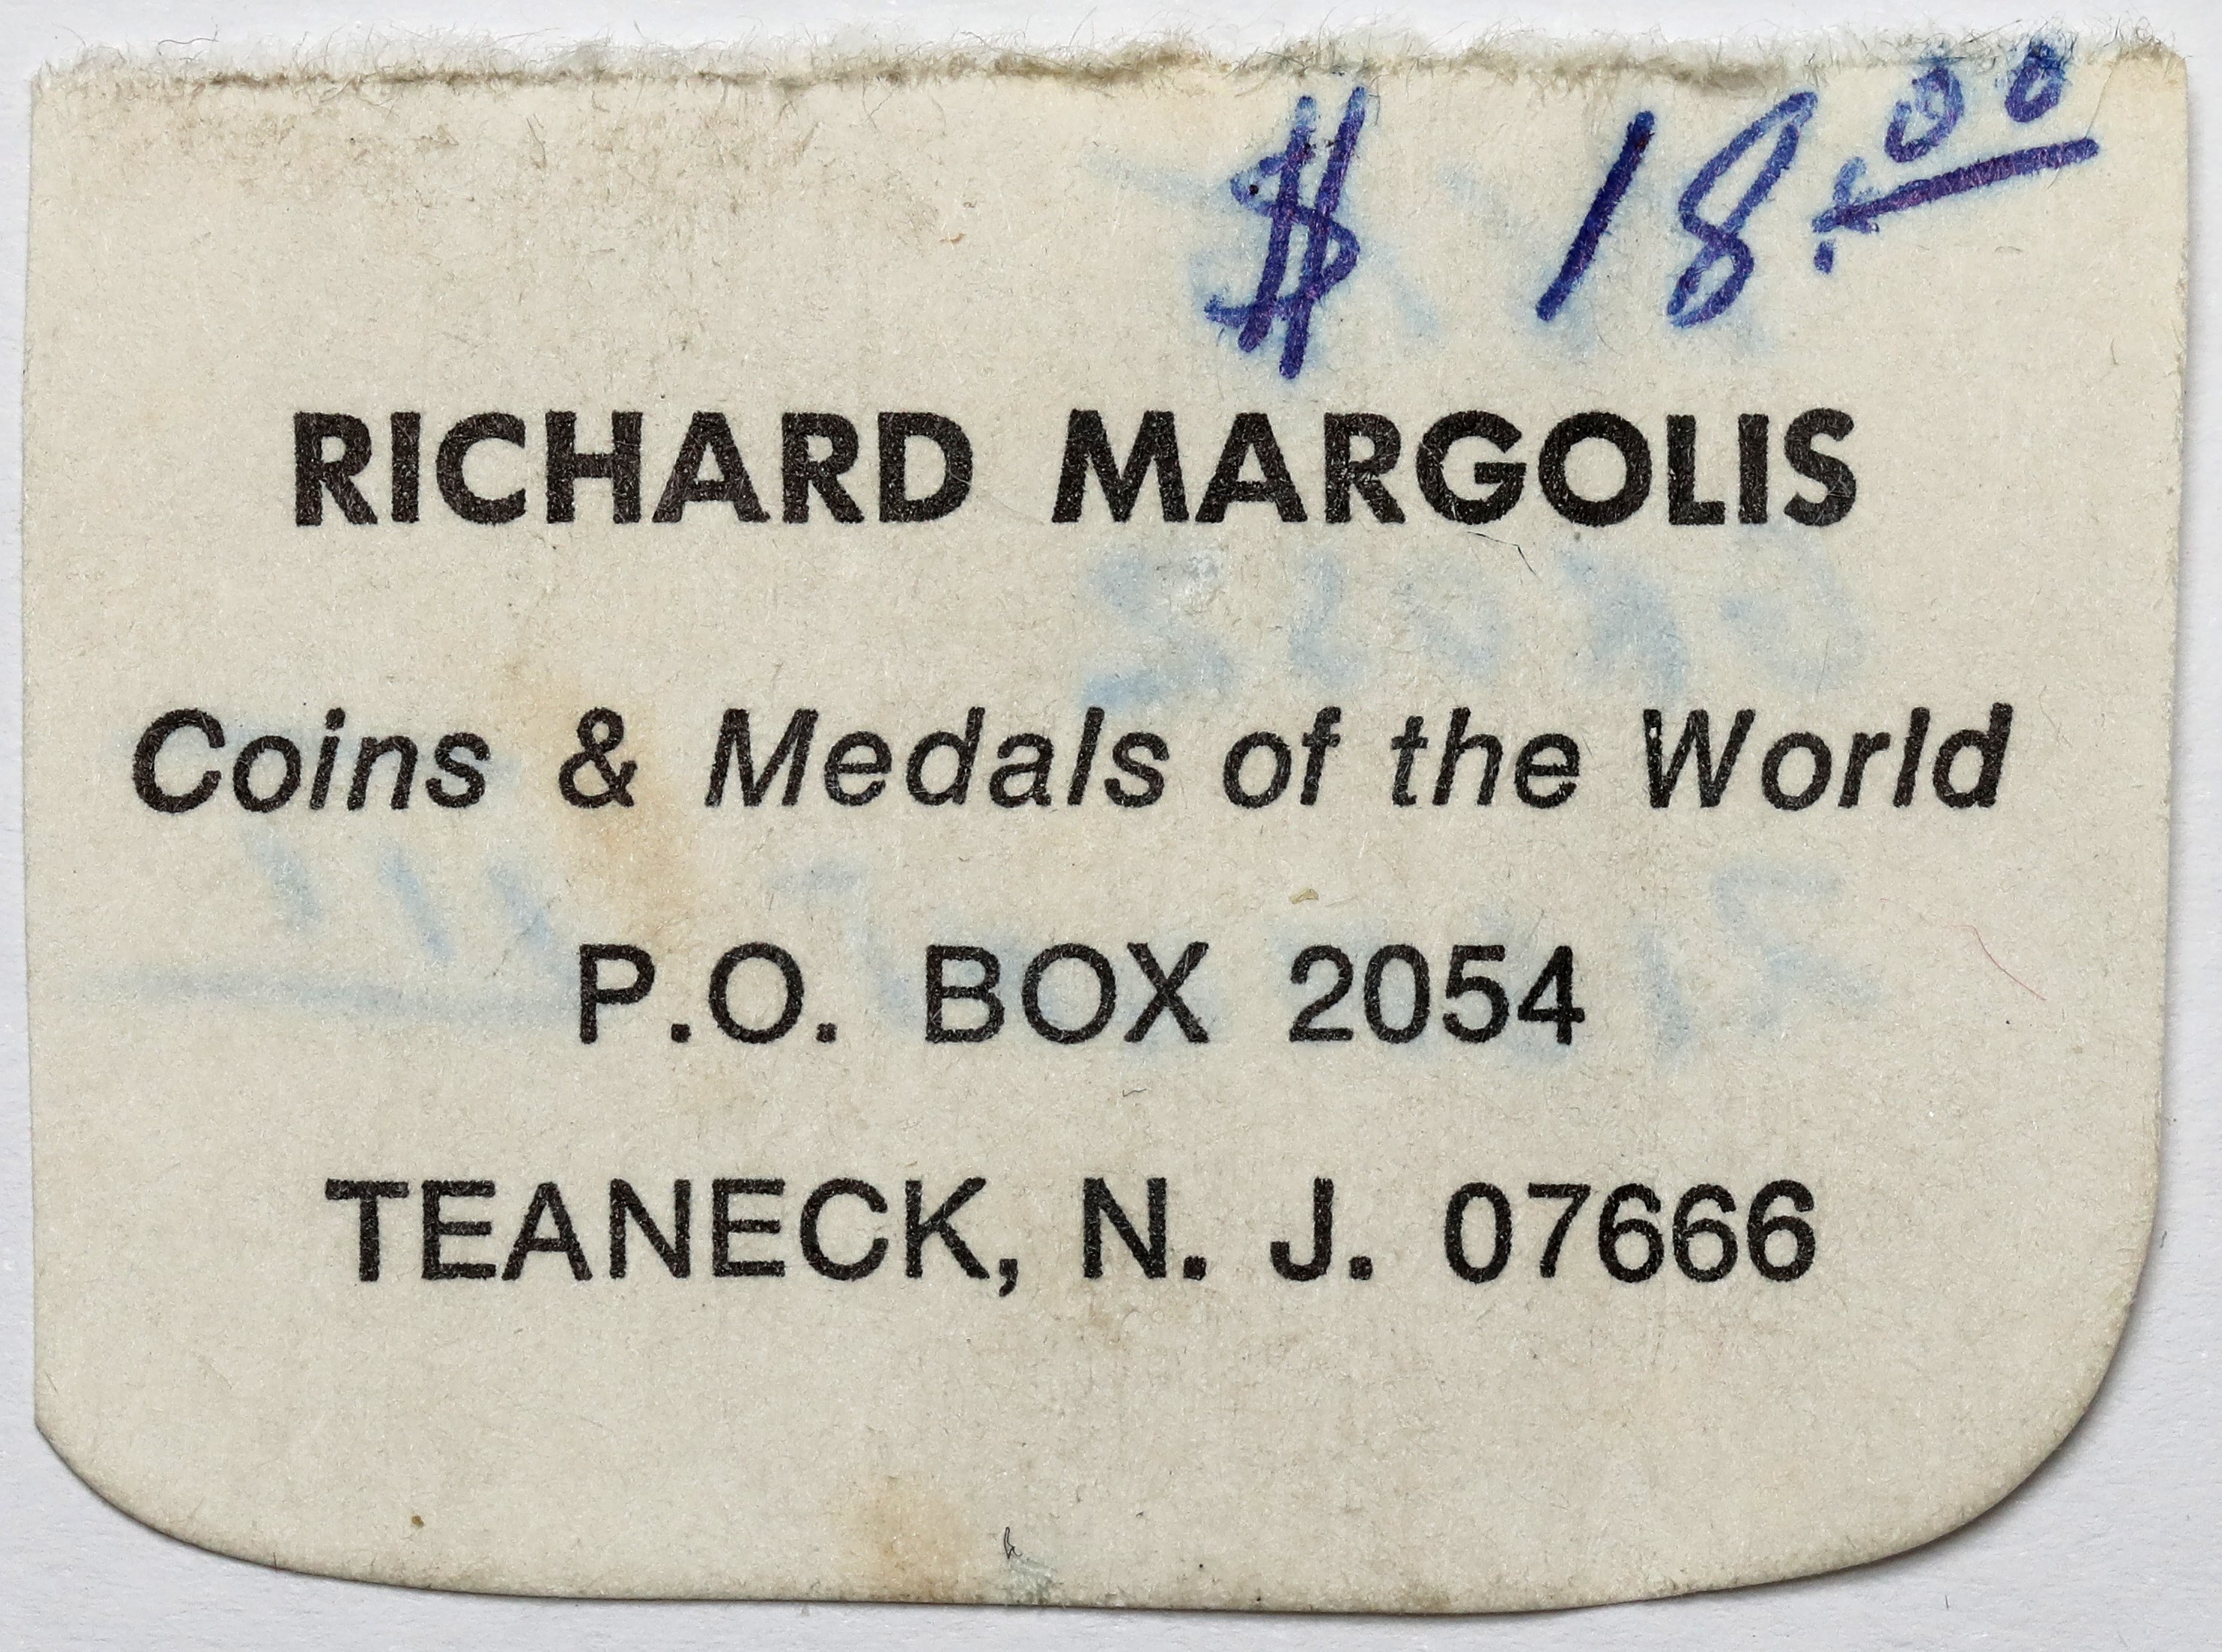 $ 18.00
RICHARD MARGOLIS
Coins & Medals of the World
P.O. BOX 2054
TEANECK, N. J. 07666